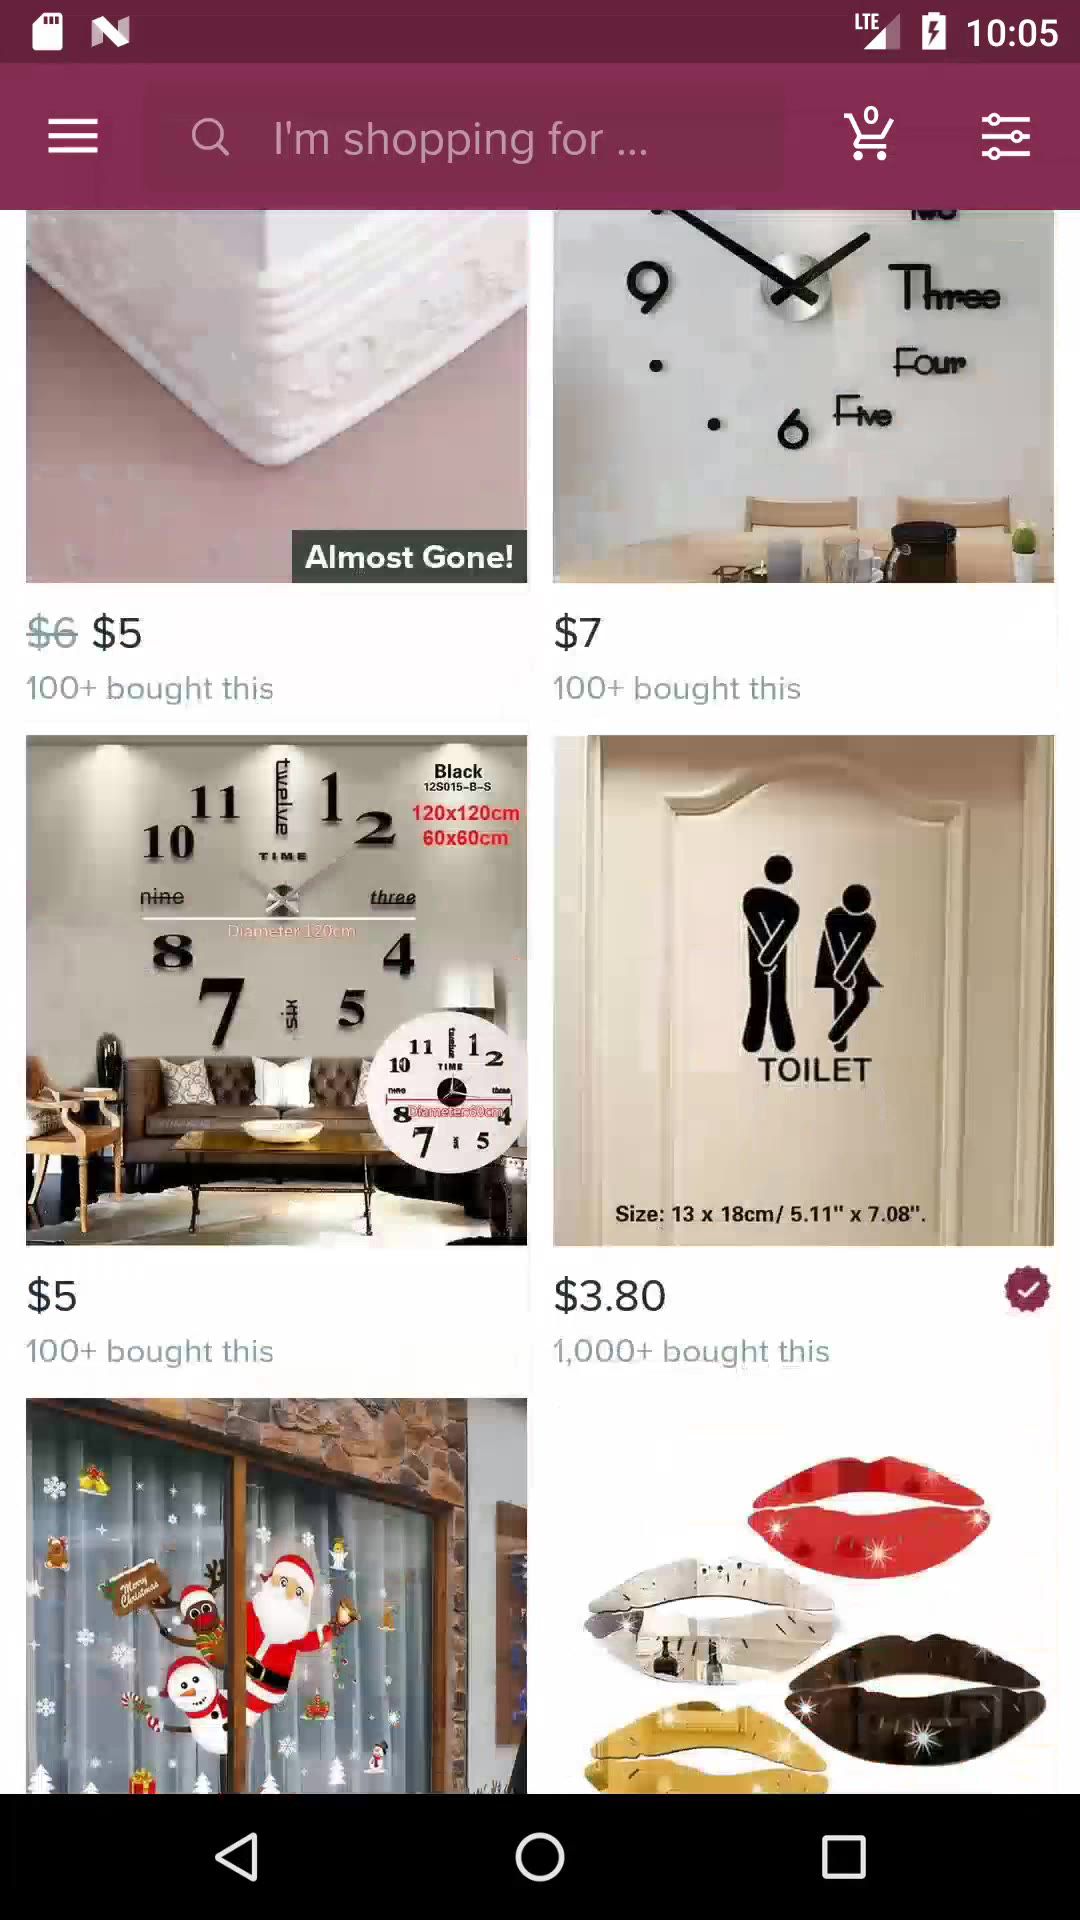 LTE 10:05
0
I'm shopping for ...
Two
9 Three
Four
6 Five
Almost Gone!
$6 $5
100+ bought this
$7
100+ bought this
Black
12S015-B-S
120x120cm
60x60cm
11 twelve 1
10 2
TIME
nine three
Diameter:120cm
8 4
7 six 5
11 twelve 1
10 2
TIME
nine three
8 Diameter:60cm 4
7 six 5
TOILET
Size: 13 x 18cm/ 5.11" x 7.08".
$5
100+ bought this
$3.80
1,000+ bought this
Merry
Christmas